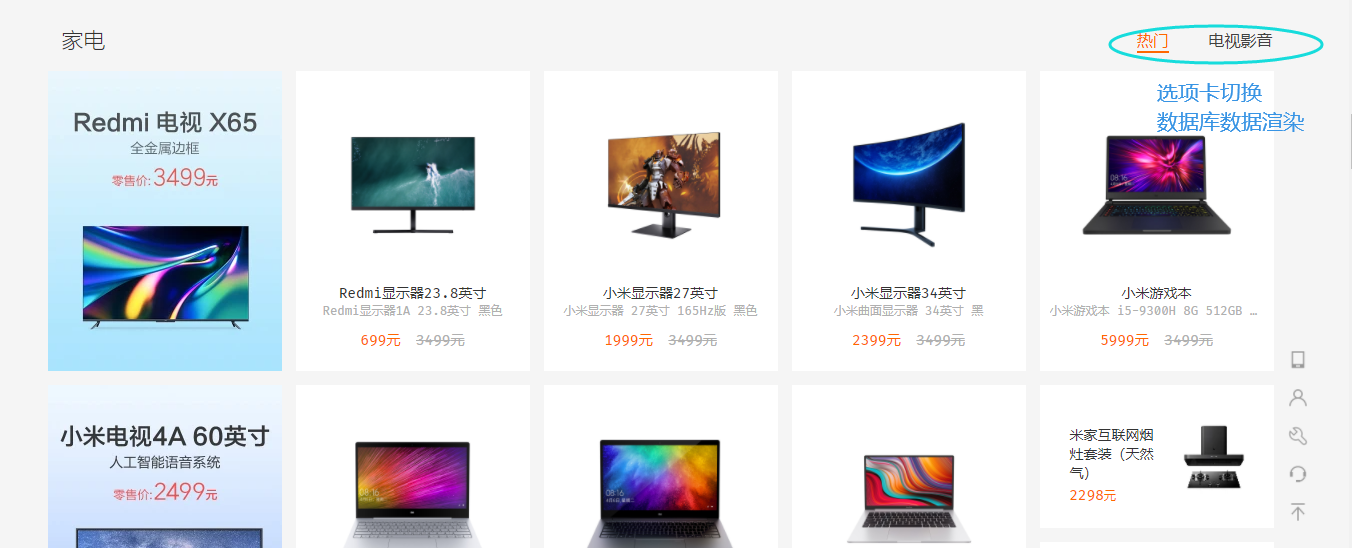 家电
热门 电视影音
选项卡切换
数据库数据渲染
Redmi 电视 X65
全金属边框
零售价: 3499元
Redmi显示器23.8英寸
Redmi显示器1A 23.8英寸 黑色
699元 3499元
小米显示器27英寸
小米显示器 27英寸 165Hz版 黑色
1999元 3499元
小米显示器34英寸
小米曲面显示器 34英寸 黑
2399元 3499元
小米游戏本
小米游戏本 i5-9300H 8G 512GB …
5999元 3499元
小米电视4A 60英寸
人工智能语音系统
零售价: 2499元
米家互联网烟
灶套装（天然
气）
2298元
08:16
08:16
08:16